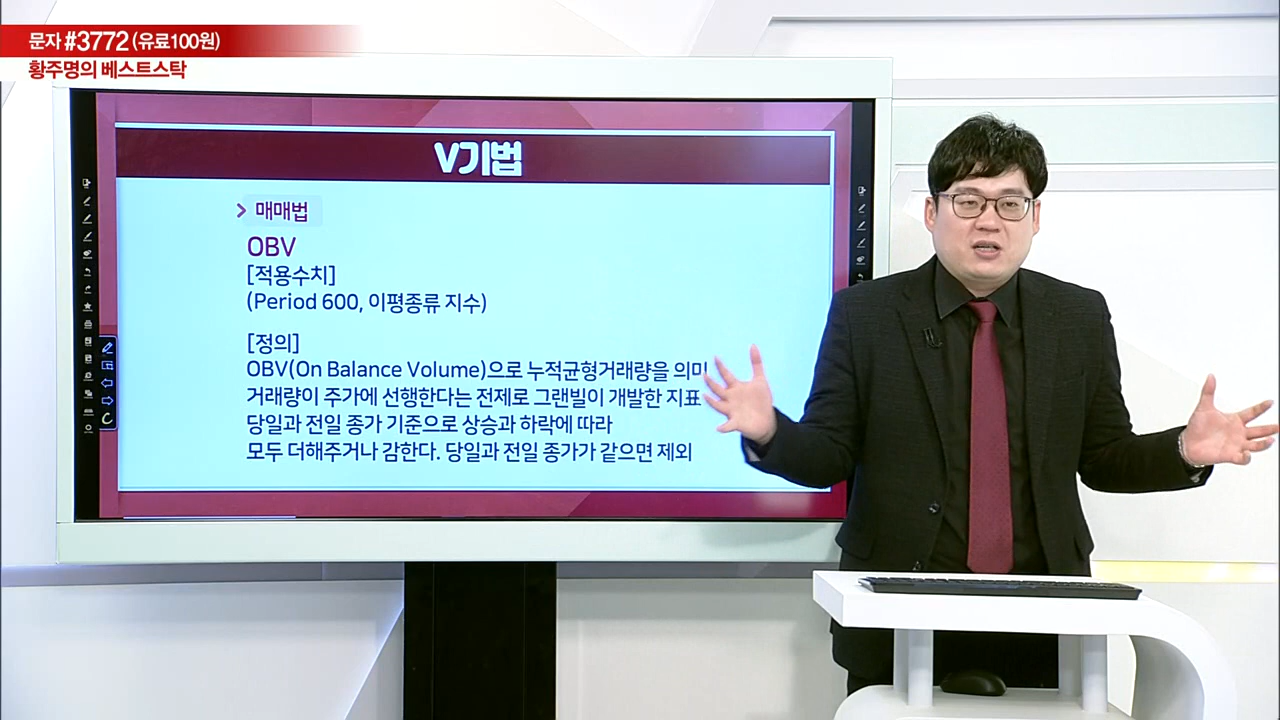 문자 #3772 (유료100원)
황주명의 베스트스탁
V기법
> 매매법
OBV
[적용수치]
(Period 600, 이평종류 지수)
[정의]
OBV(On Balance Volume)으로 누적균형거래량을 의미
거래량이 주가에 선행한다는 전제로 그랜빌이 개발한 지표
당일과 전일 종가 기준으로 상승과 하락에 따라
모두 더해주거나 감한다. 당일과 전일 종가가 같으면 제외